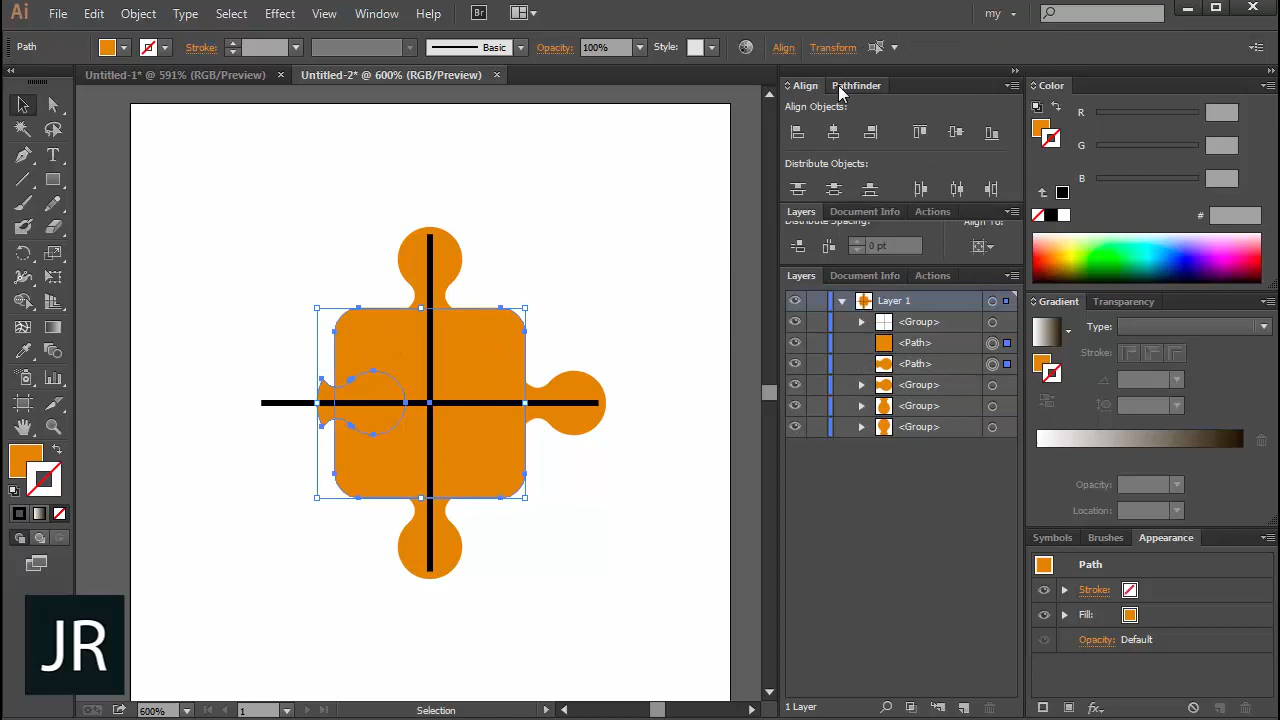 Ai File Edit Object Type Select Effect View Window Help Br my
Path Stroke: Basic Opacity: 100% Style: Align Transform
Untitled-1* @ 591% (RGB/Preview) × Untitled-2* @ 600% (RGB/Preview) ×
Align Pathfinder
Align Objects:
Distribute Objects:
Layers Document Info Actions
Distribute Spacing: Align To:
0 pt
Layers Document Info Actions
Layer 1
<Group>
<Path>
<Path>
<Group>
<Group>
<Group>
1 Layer
Color
R
G
B
#
Gradient Transparency
Type:
Stroke:
Opacity:
Location:
Symbols Brushes Appearance
Path
Stroke:
Fill:
Opacity: Default
fx
JR
600% 1 Selection